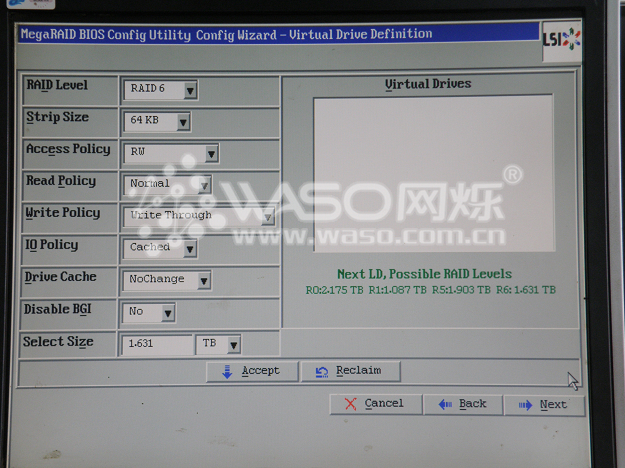 MegaRAID BIOS Config Utility Config Wizard - Virtual Drive Definition
LSI
RAID Level RAID 6
Strip Size 64 KB
Access Policy RW
Read Policy Normal
Write Policy Write Through
IO Policy Cached
Drive Cache NoChange
Disable BGI No
Select Size 1.631 TB
Virtual Drives
WASO网烁®
www.waso.com.cn
Next LD, Possible RAID Levels
R0:2.175 TB R1:1.087 TB R5:1.903 TB R6: 1.631 TB
Accept Reclaim
Cancel Back Next